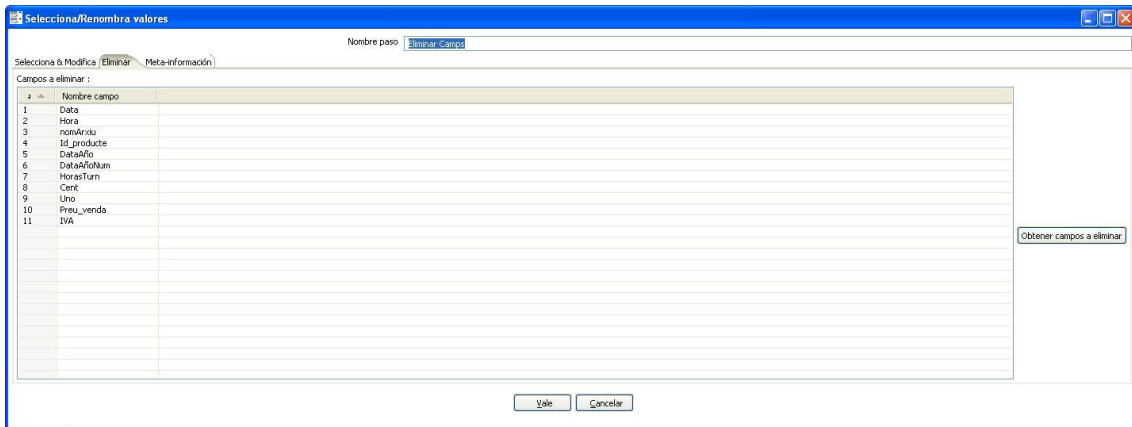 Selecciona/Renombra valores
Nombre paso Eliminar Camps
Selecciona & Modifica Eliminar Meta-información
Campos a eliminar :
Nombre campo
1 Data
2 Hora
3 nomArxiu
4 Id_producte
5 DataAño
6 DataAñoNum
7 HorasTurn
8 Cent
9 Uno
10 Preu_venda
11 IVA
Obtener campos a eliminar
Vale Cancelar